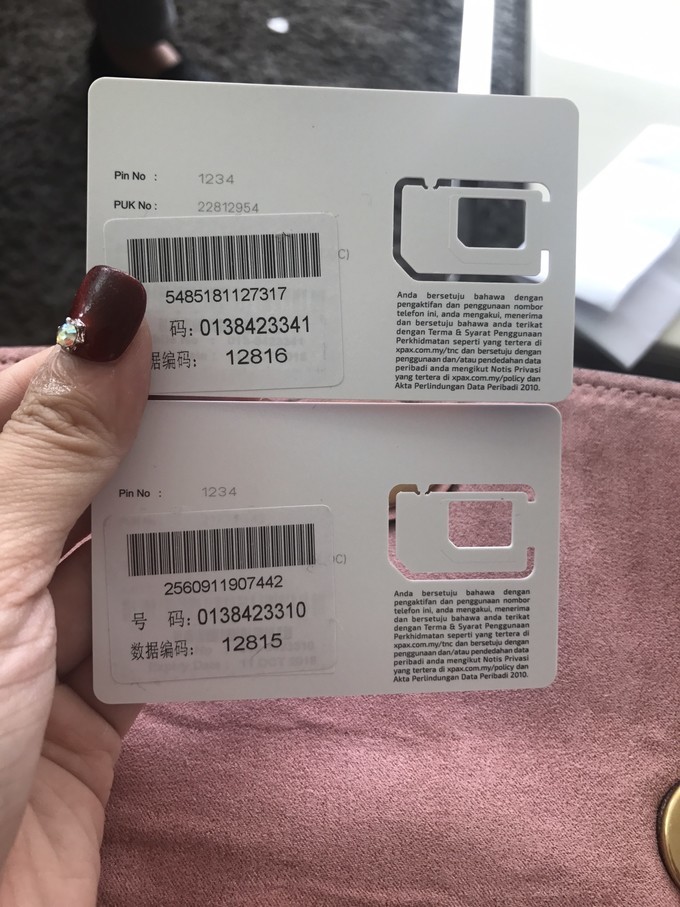 Pin No : 1234
PUK No : 22812954
C)
5485181127317
码: 0138423341
据编码: 12816
Anda bersetuju bahawa dengan
pengaktifan dan penggunaan nombor
telefon ini, anda mengakui, menerima
dan bersetuju bahawa anda terikat
dengan Terma & Syarat Penggunaan
Perkhidmatan seperti yang tertera di
xpax.com.my/tnc dan bersetuju dengan
penggunaan dan/atau pendedahan data
peribadi anda mengikut Notis Privasi
yang tertera di xpax.com.my/policy dan
Akta Perlindungan Data Peribadi 2010.
Pin No : 1234
C)
2560911907442
号 码: 0138423310
数据编码: 12815
Anda bersetuju bahawa dengan
pengaktifan dan penggunaan nombor
telefon ini, anda mengakui, menerima
dan bersetuju bahawa anda terikat
dengan Terma & Syarat Penggunaan
Perkhidmatan seperti yang tertera di
xpax.com.my/tnc dan bersetuju dengan
penggunaan dan/atau pendedahan data
peribadi anda mengikut Notis Privasi
yang tertera di xpax.com.my/policy dan
Akta Perlindungan Data Peribadi 2010.